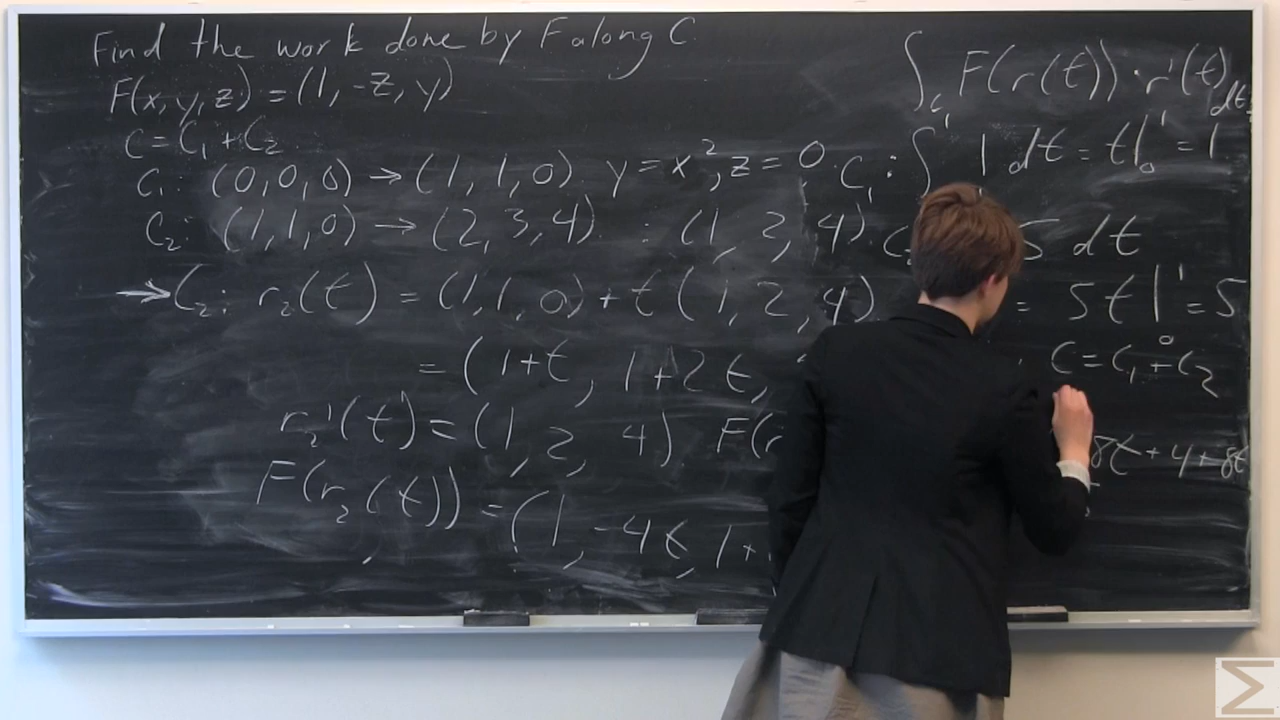 Find the work done by F along C
F(x, y, z) = (1, -z, y)
C = C₁ + C₂
C₁: (0, 0, 0) → (1, 1, 0) y = x², z = 0
C₂: (1, 1, 0) → (2, 3, 4) : (1, 2, 4)
→ C₂: r₂(t) = (1, 1, 0) + t(1, 2, 4)
= (1+t, 1+2t,
r₂'(t) = (1, 2, 4) F(r
F(r₂(t)) = (1, -4t, 1+
∫_C F(r(t)) · r'(t) dt
C₁: ∫¹ 1 dt = t|₀¹ = 1
5 dt
= 5t|₀¹ = 5
C = C₁ + C₂
8t + 4 + 8t
Σ